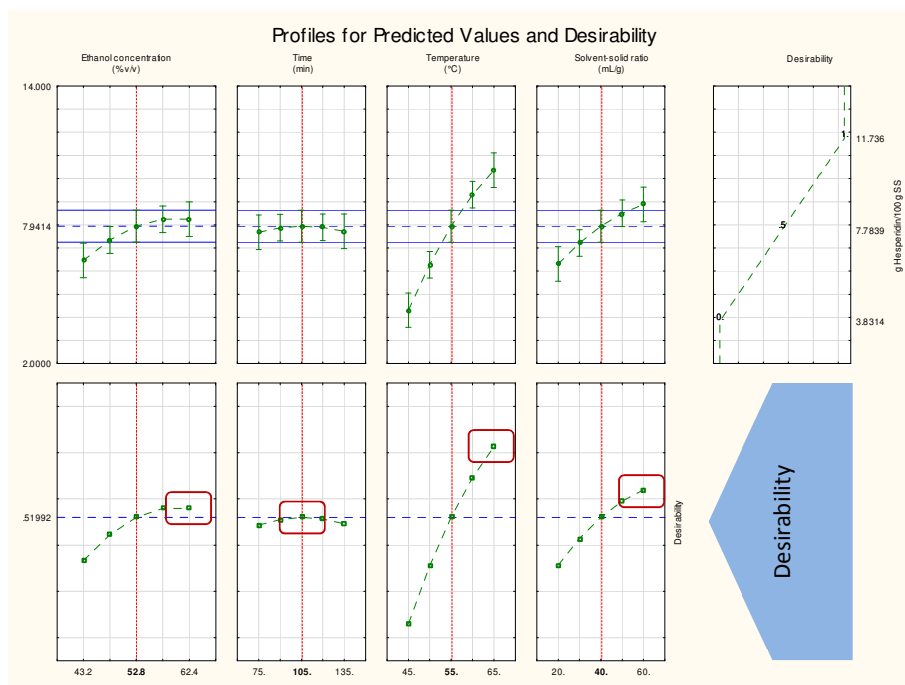 Profiles for Predicted Values and Desirability
Ethanol concentration
(%v/v)
Time
(min)
Temperature
(°C)
Solvent-solid ratio
(mL/g)
Desirability
14.000
7.9414
2.0000
1.
.5
0.
11.736
7.7839
3.8314
g Hesperidin/100 g SS
.51992
Desirability
Desirability
43.2
52.8
62.4
75.
105.
135.
45.
55.
65.
20.
40.
60.